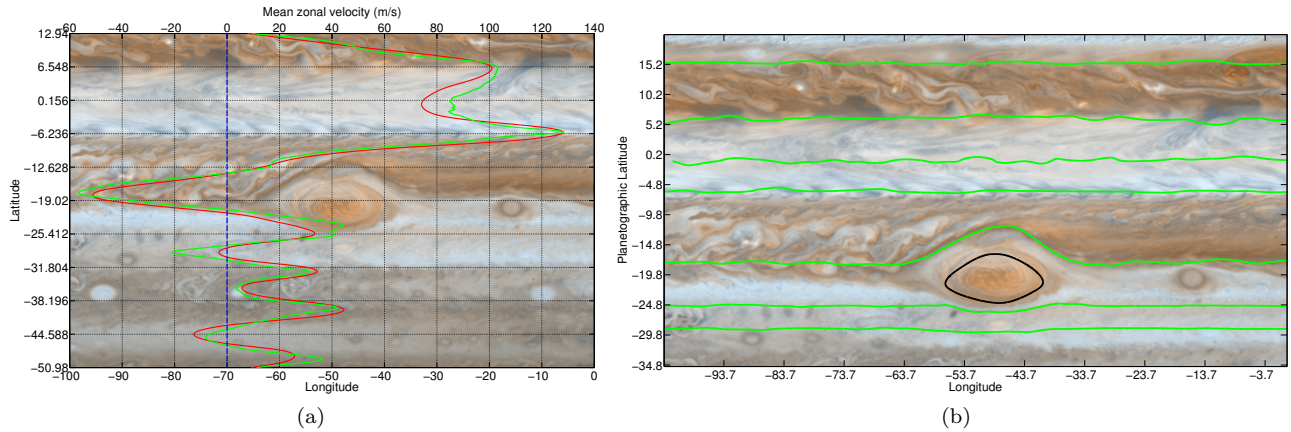 Mean zonal velocity (m/s)
−60 −40 −20 0 20 40 60 80 100 120 140
12.94
6.548
0.156
−6.236
−12.628
−19.02
−25.412
−31.804
−38.196
−44.588
−50.98
Latitude
−100 −90 −80 −70 −60 −50 −40 −30 −20 −10 0
Longitude
(a)
15.2
10.2
5.2
0.2
−4.8
−9.8
−14.8
−19.8
−24.8
−29.8
−34.8
Planetographic Latitude
−93.7 −83.7 −73.7 −63.7 −53.7 −43.7 −33.7 −23.7 −13.7 −3.7
Longitude
(b)